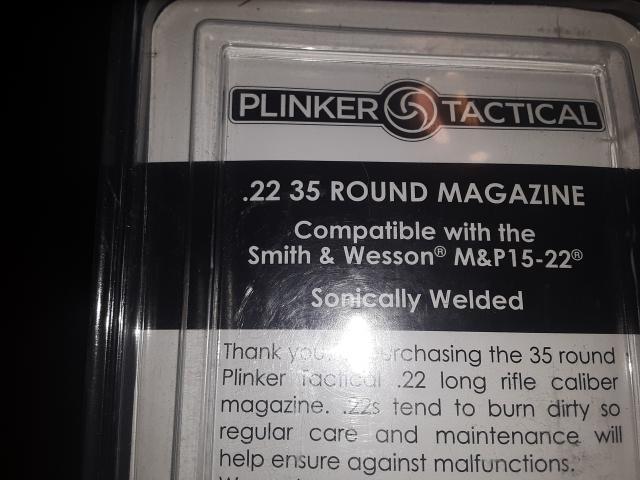 PLINKER TACTICAL
.22 35 ROUND MAGAZINE
Compatible with the
Smith & Wesson® M&P15-22®
Sonically Welded
Thank you purchasing the 35 round
Plinker Tactical .22 long rifle caliber
magazine. .22s tend to burn dirty so
regular care and maintenance will
help ensure against malfunctions.